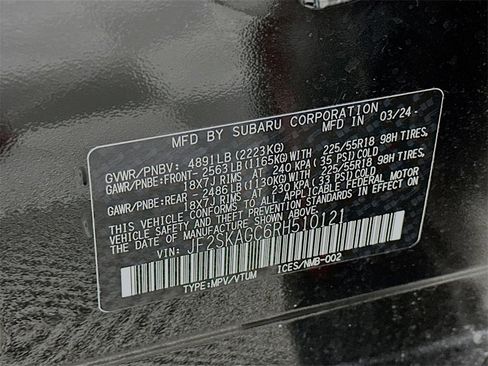 MFD BY SUBARU CORPORATION
MFD IN 03/24
GVWR/PNBV: 4891LB (2223KG)
GAWR/PNBE:FRONT- 2563LB(1165KG)WITH 225/55R18 98H TIRES,
18X7J RIMS AT 240 KPA (35 PSI)COLD
GAWR/PNBE:REAR - 2486LB(1130KG)WITH 225/55R18 98H TIRES,
18X7J RIMS AT 230 KPA (33 PSI)COLD
THIS VEHICLE CONFORMS TO ALL APPLICABLE FEDERAL MOTOR
VEHICLE SAFETY STANDARDS IN EFFECT ON
THE DATE OF MANUFACTURE SHOWN ABOVE.
VIN: JF2SKAGC6RH510121
TYPE:MPV/VTUM ICES/NMB-002